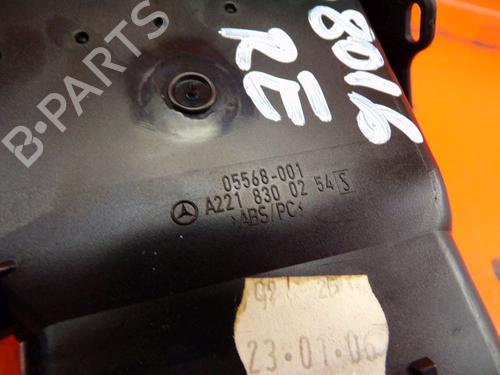 8016
RE
B-PARTS
05568-001
A221 830 02 54 S
>ABS/PC<
23·01·06